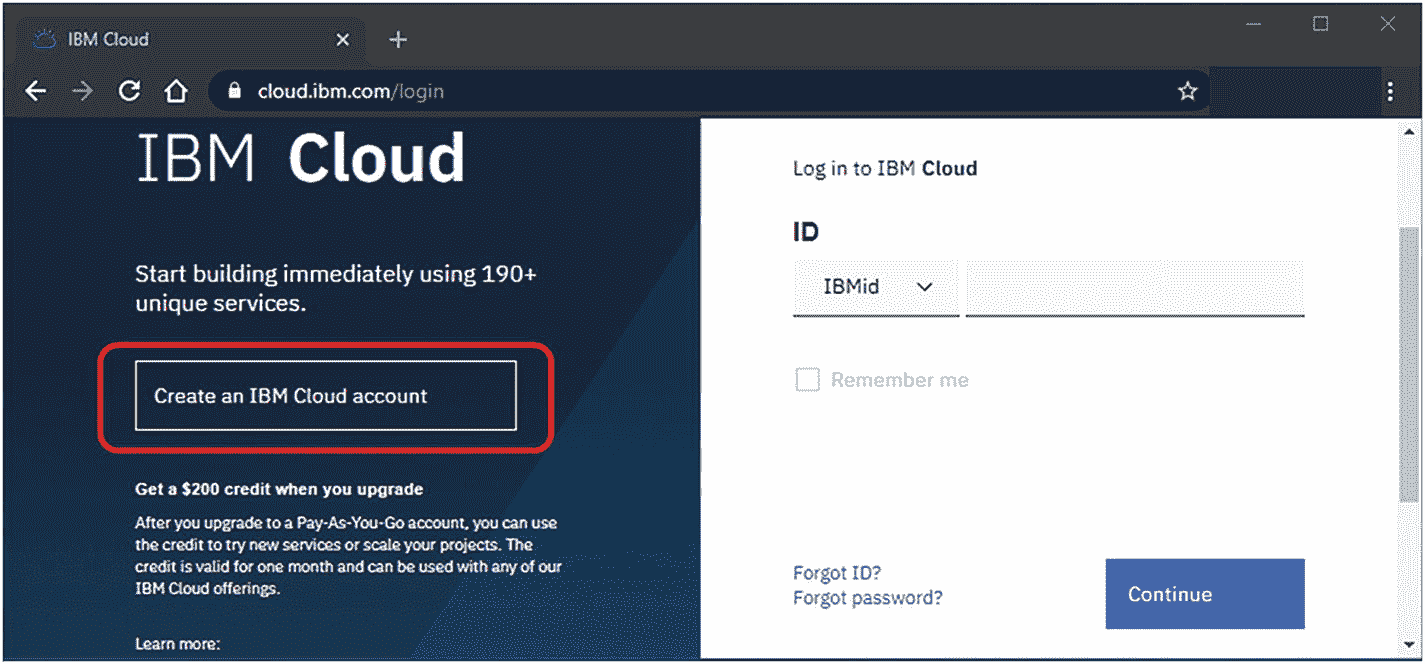 IBM Cloud
cloud.ibm.com/login
IBM Cloud
Start building immediately using 190+
unique services.
Create an IBM Cloud account
Get a $200 credit when you upgrade
After you upgrade to a Pay-As-You-Go account, you can use
the credit to try new services or scale your projects. The
credit is valid for one month and can be used with any of our
IBM Cloud offerings.
Learn more:
Log in to IBM Cloud
ID
IBMid
Remember me
Forgot ID?
Forgot password?
Continue